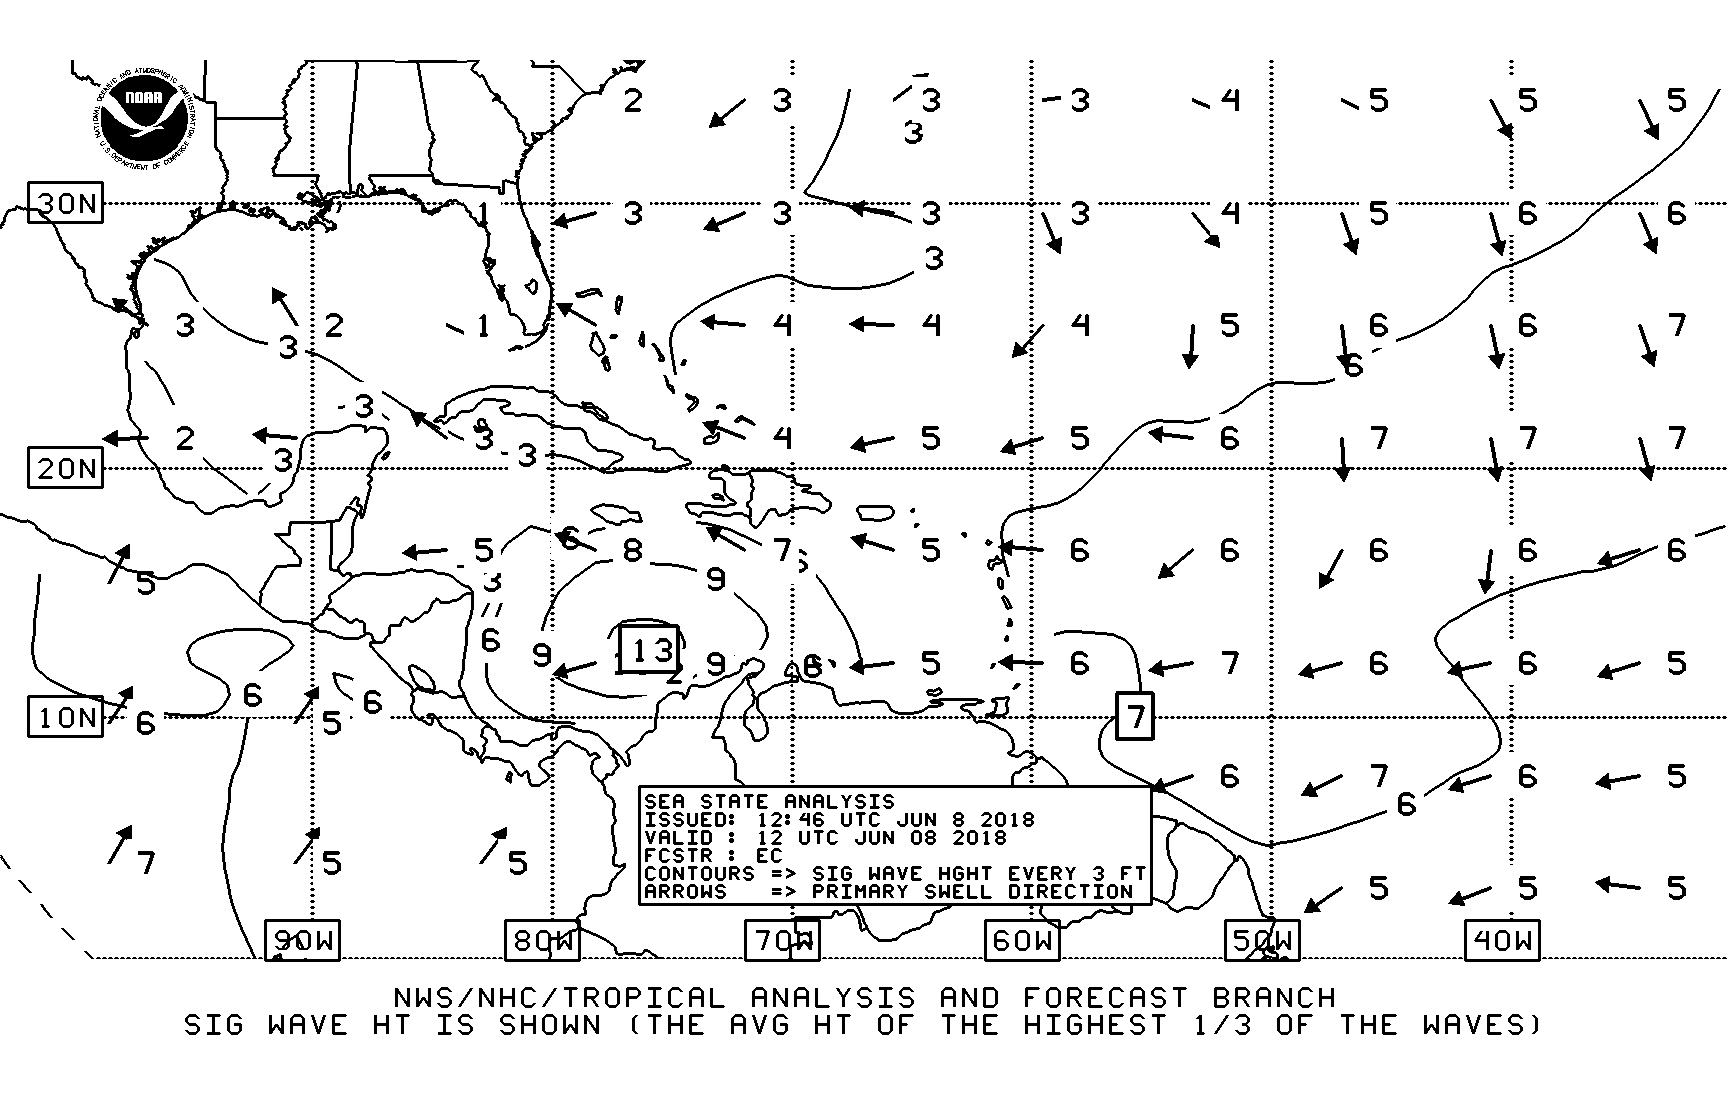 NOAA
NATIONAL OCEANIC AND ATMOSPHERIC ADMINISTRATION
U.S. DEPARTMENT OF COMMERCE
2 3 3 3 4 5 5 5
3
30N
1 3 3 3 3 4 5 6 6
3
3 2 1 4 4 4 5 6 6 7
3
6
3
2 3 4 5 5 6 7 7 7
3 3
20N
6
5 8 7 5 6 6 6 6 6
5 3 9
6 9 13 9 6 5 6 7 6 6 5
6 6
10N 6 5 7
6 7 6 5
6
SEA STATE ANALYSIS
ISSUED: 12:46 UTC JUN 8 2018
VALID : 12 UTC JUN 08 2018
FCSTR : EC
CONTOURS => SIG WAVE HGHT EVERY 3 FT
ARROWS => PRIMARY SWELL DIRECTION
7 5 5 5 5 5
90W 80W 70W 60W 50W 40W
NWS/NHC/TROPICAL ANALYSIS AND FORECAST BRANCH
SIG WAVE HT IS SHOWN (THE AVG HT OF THE HIGHEST 1/3 OF THE WAVES)